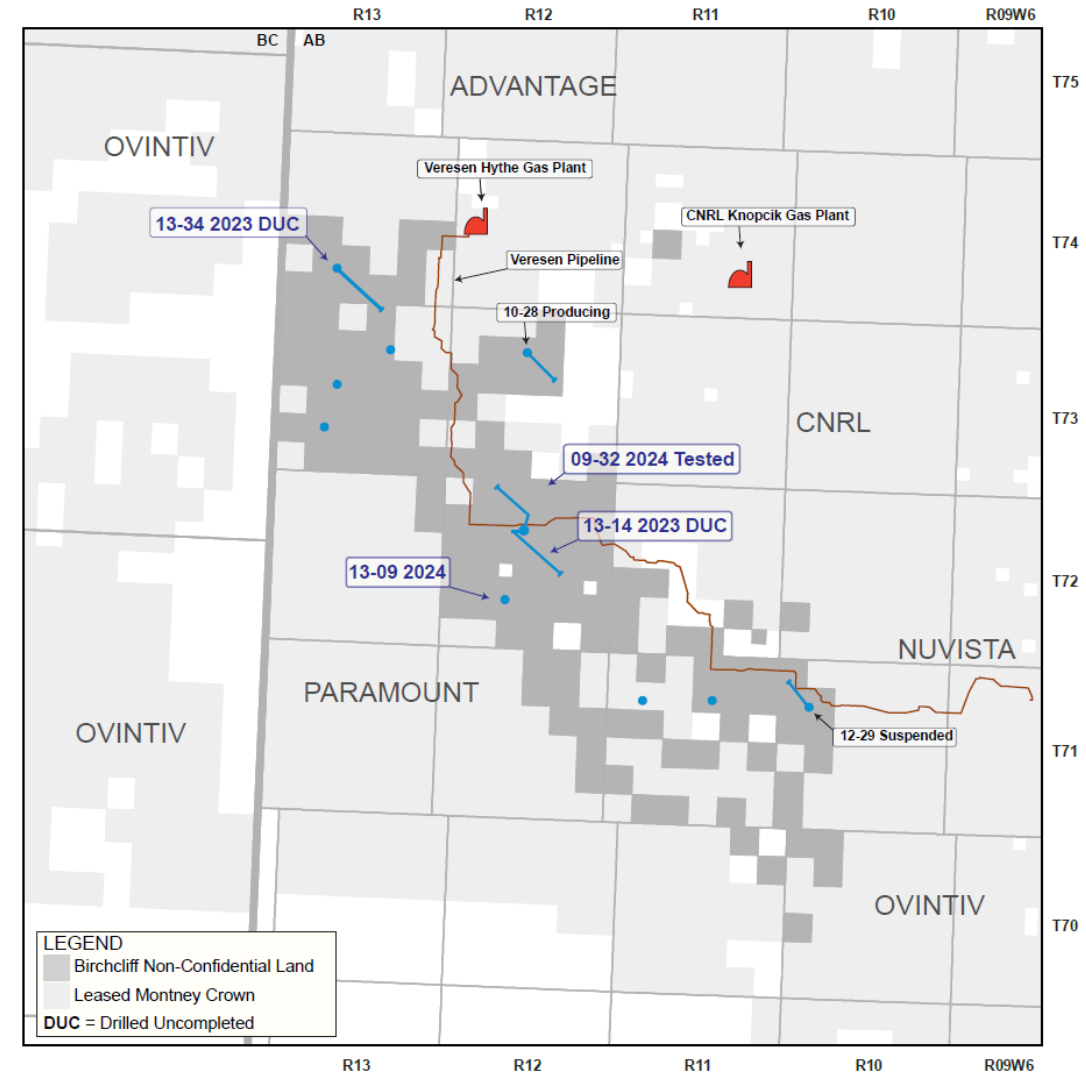 R13 R12 R11 R10 R09W6
BC AB
T75
ADVANTAGE
OVINTIV
Veresen Hythe Gas Plant
13-34 2023 DUC
CNRL Knopcik Gas Plant
T74
Veresen Pipeline
10-28 Producing
CNRL
T73
09-32 2024 Tested
13-14 2023 DUC
13-09 2024
T72
NUVISTA
PARAMOUNT
OVINTIV
12-29 Suspended
T71
OVINTIV
T70
LEGEND
Birchcliff Non-Confidential Land
Leased Montney Crown
DUC = Drilled Uncompleted
R13 R12 R11 R10 R09W6